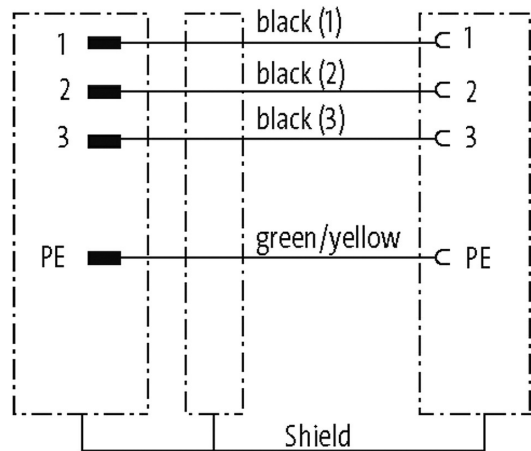 1 black (1) 1
2 black (2) 2
3 black (3) 3
PE green/yellow PE
Shield